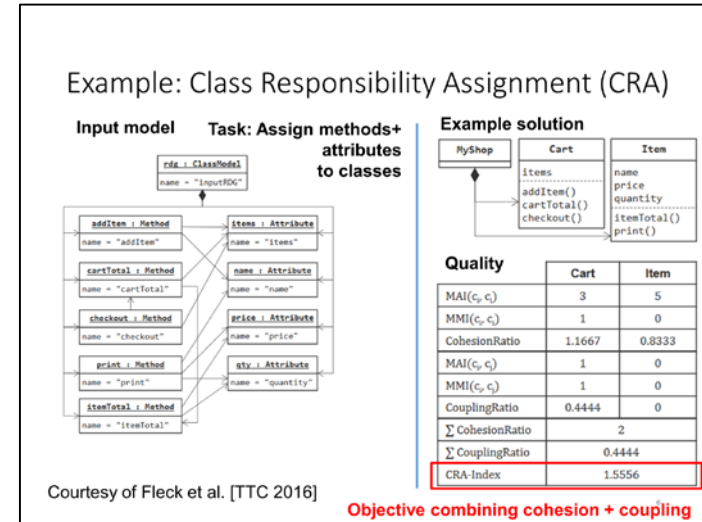 Example: Class Responsibility Assignment (CRA)
Input model
Task: Assign methods+
attributes
to classes
rdg : ClassModel
name = "inputRDG"
addItem : Method
name = "addItem"
items : Attribute
name = "items"
cartTotal : Method
name = "cartTotal"
name : Attribute
name = "name"
checkout : Method
name = "checkout"
price : Attribute
name = "price"
print : Method
name = "print"
qty : Attribute
name = "quantity"
itemTotal : Method
name = "itemTotal"
Courtesy of Fleck et al. [TTC 2016]
Example solution
MyShop
Cart
items
addItem()
cartTotal()
checkout()
Item
name
price
quantity
itemTotal()
print()
Quality
Cart Item
MAI(cᵢ, cᵢ) 3 5
MMI(cᵢ, cᵢ) 1 0
CohesionRatio 1.1667 0.8333
MAI(cᵢ, cⱼ) 1 0
MMI(cᵢ, cⱼ) 1 0
CouplingRatio 0.4444 0
∑ CohesionRatio 2
∑ CouplingRatio 0.4444
CRA-Index 1.5556
Objective combining cohesion + coupling